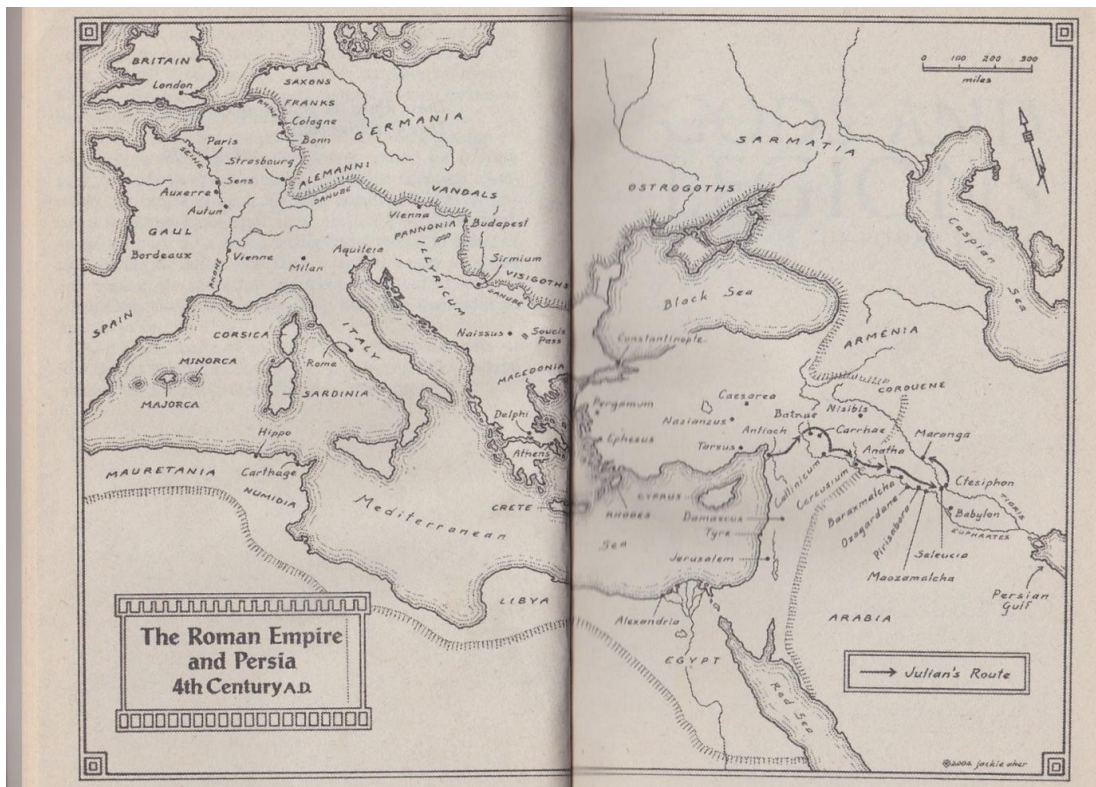 BRITAIN
London
SAXONS
RHINE
FRANKS
Cologne
Bonn
GERMANIA
Paris
SEINE
Strasbourg
Sens
ALEMANNI
Auxerre
DANUBE
VANDALS
Autun
Vienna
Budapest
PANNONIA
GAUL
Bordeaux
Vienne
Milan
Aquileia
ILLYRICUM
Sirmium
VISIGOTHS
DANUBE
RHONE
SPAIN
CORSICA
ITALY
Naissus
Soucis
Pass
MINORCA
Rome
MACEDONIA
MAJORCA
SARDINIA
Delphi
Hippo
Athens
MAURETANIA
Carthage
NUMIDIA
CRETE
Mediterranean
LIBYA
The Roman Empire
and Persia
4th Century A.D.
0 100 200 300
miles
SARMATIA
OSTROGOTHS
Caspian
Sea
Black Sea
Constantinople
ARMENIA
CORDUENE
Pergamum
Caesarea
Nisibis
Nazianzus
Batnae
Ephesus
Antioch
Carrhae
Maranga
Tarsus
Anatha
Callinicum
Cercusium
CYPRUS
Ctesiphon
RHODES
Baraxmalcha
Damascus
Ozogardane
Babylon
TIGRIS
Tyre
Pirisabora
EUPHRATES
Sea
Seleucia
Jerusalem
Maozamalcha
Persian
Gulf
Alexandria
ARABIA
EGYPT
Julian's Route
Red Sea
©2002 jackie aher